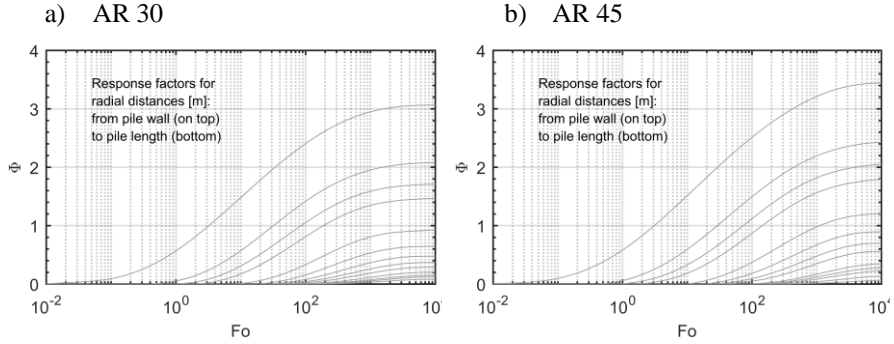 a) AR 30
4
3
2
1
0
Φ
Response factors for
radial distances [m]:
from pile wall (on top)
to pile length (bottom)
10-2
100
102
10
Fo
b) AR 45
4
3
2
1
0
Φ
Response factors for
radial distances [m]:
from pile wall (on top)
to pile length (bottom)
10-2
100
102
104
Fo